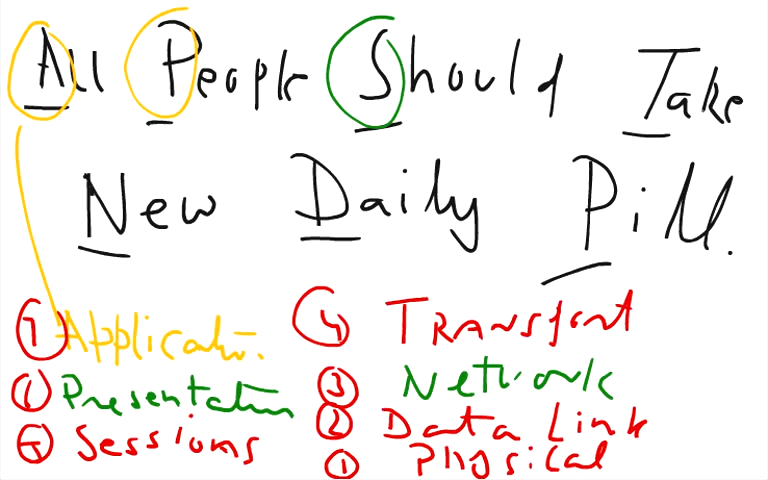 All People Should Take
New Daily Pill.
7 Application
6 Presentation
5 Sessions
4 Transport
3 Network
2 Data Link
1 Physical